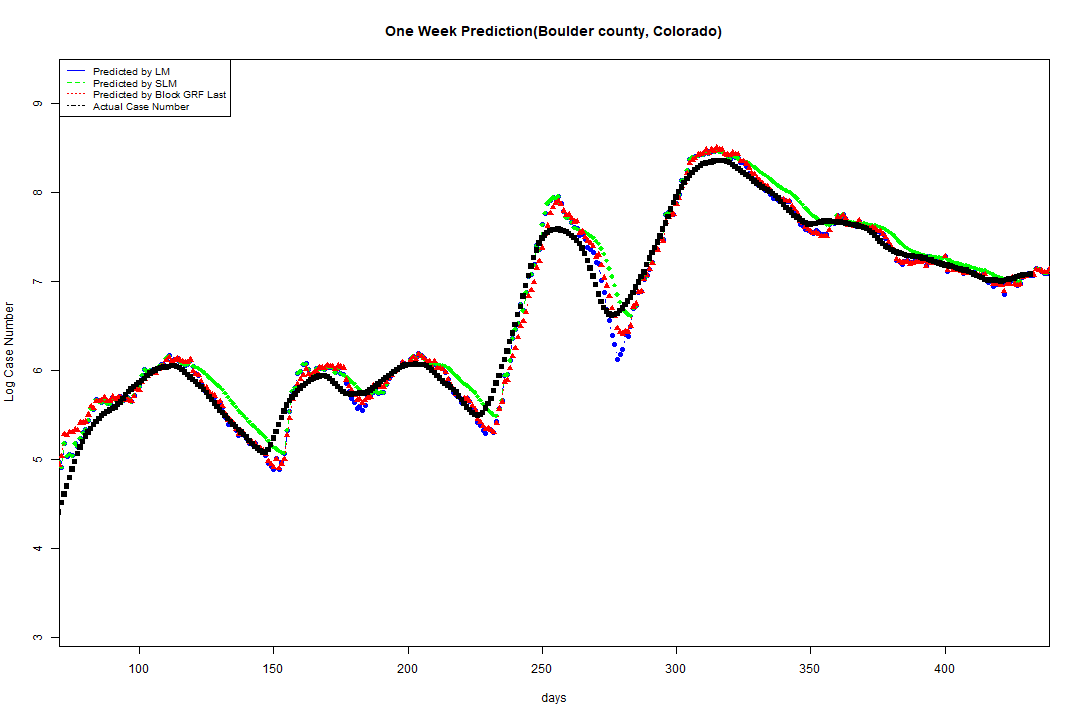 One Week Prediction(Boulder county, Colorado)
Predicted by LM
Predicted by SLM
Predicted by Block GRF Last
Actual Case Number
9
8
7
6
5
4
3
Log Case Number
100 150 200 250 300 350 400
days